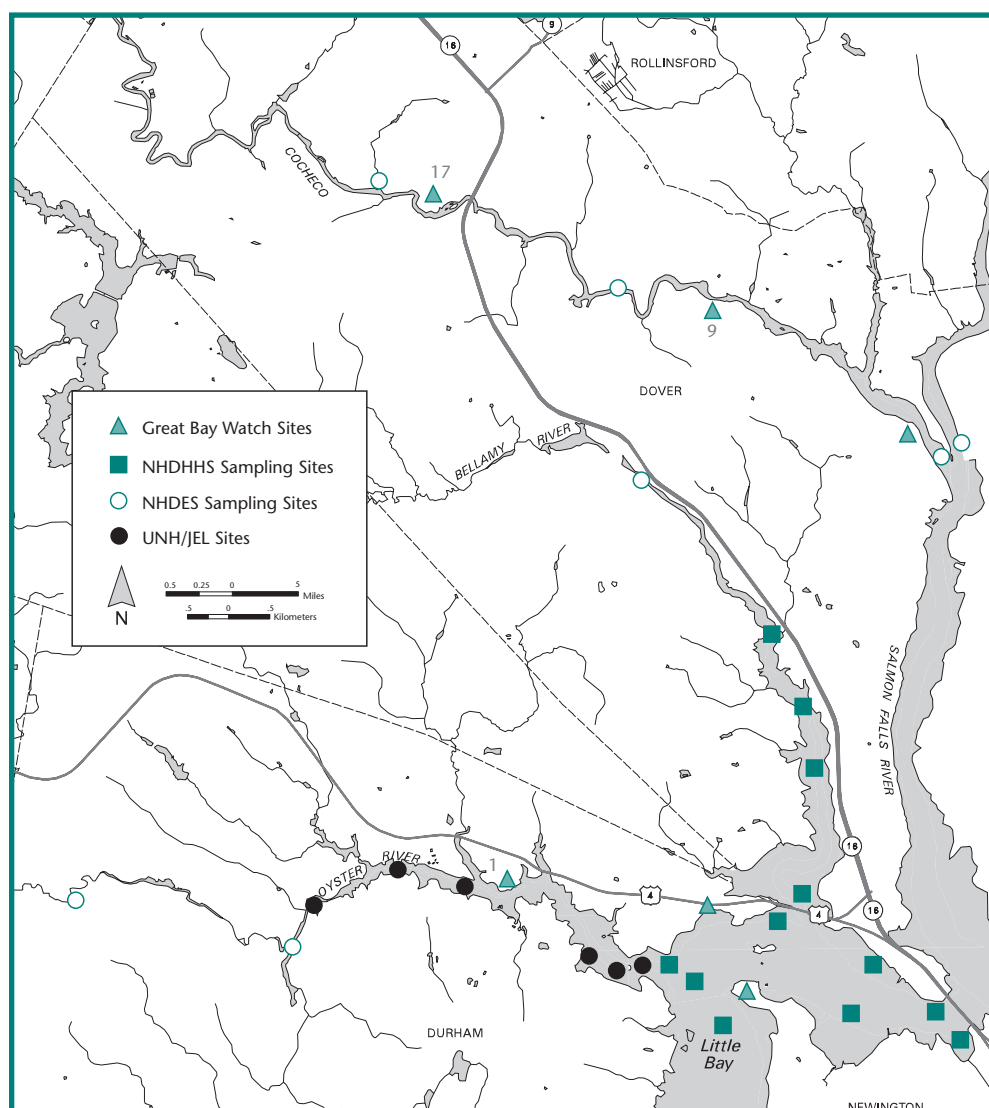 9
16
ROLLINSFORD
COCHECO
17
9
DOVER
Great Bay Watch Sites
NHDHHS Sampling Sites
NHDES Sampling Sites
UNH/JEL Sites
N
0.5 0.25 0 5
Miles
.5 0 .5
Kilometers
BELLAMY RIVER
SALMON FALLS RIVER
16
1
OYSTER RIVER
4
4
16
DURHAM
Little
Bay
NEWINGTON